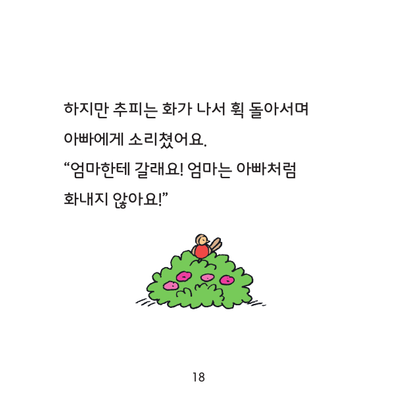 하지만 추피는 화가 나서 휙 돌아서며
아빠에게 소리쳤어요.
“엄마한테 갈래요! 엄마는 아빠처럼
화내지 않아요!”
18